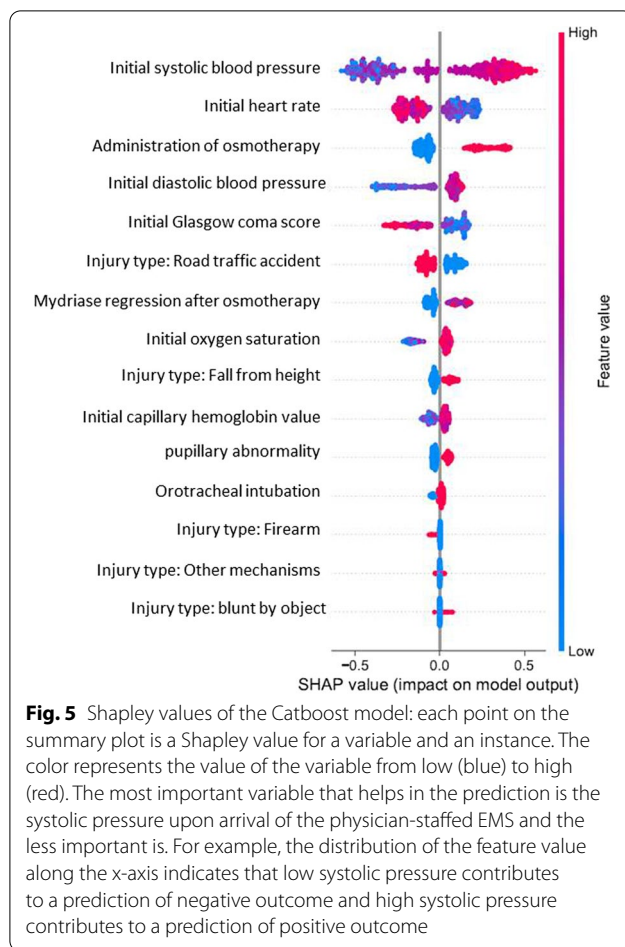 High
Initial systolic blood pressure
Initial heart rate
Administration of osmotherapy
Initial diastolic blood pressure
Initial Glasgow coma score
Injury type: Road traffic accident
Mydriase regression after osmotherapy
Initial oxygen saturation
Injury type: Fall from height
Initial capillary hemoglobin value
pupillary abnormality
Orotracheal intubation
Injury type: Firearm
Injury type: Other mechanisms
Injury type: blunt by object
Feature value
Low
−0.5 0.0 0.5
SHAP value (impact on model output)
Fig. 5 Shapley values of the Catboost model: each point on the
summary plot is a Shapley value for a variable and an instance. The
color represents the value of the variable from low (blue) to high
(red). The most important variable that helps in the prediction is the
systolic pressure upon arrival of the physician-staffed EMS and the
less important is. For example, the distribution of the feature value
along the x-axis indicates that low systolic pressure contributes
to a prediction of negative outcome and high systolic pressure
contributes to a prediction of positive outcome